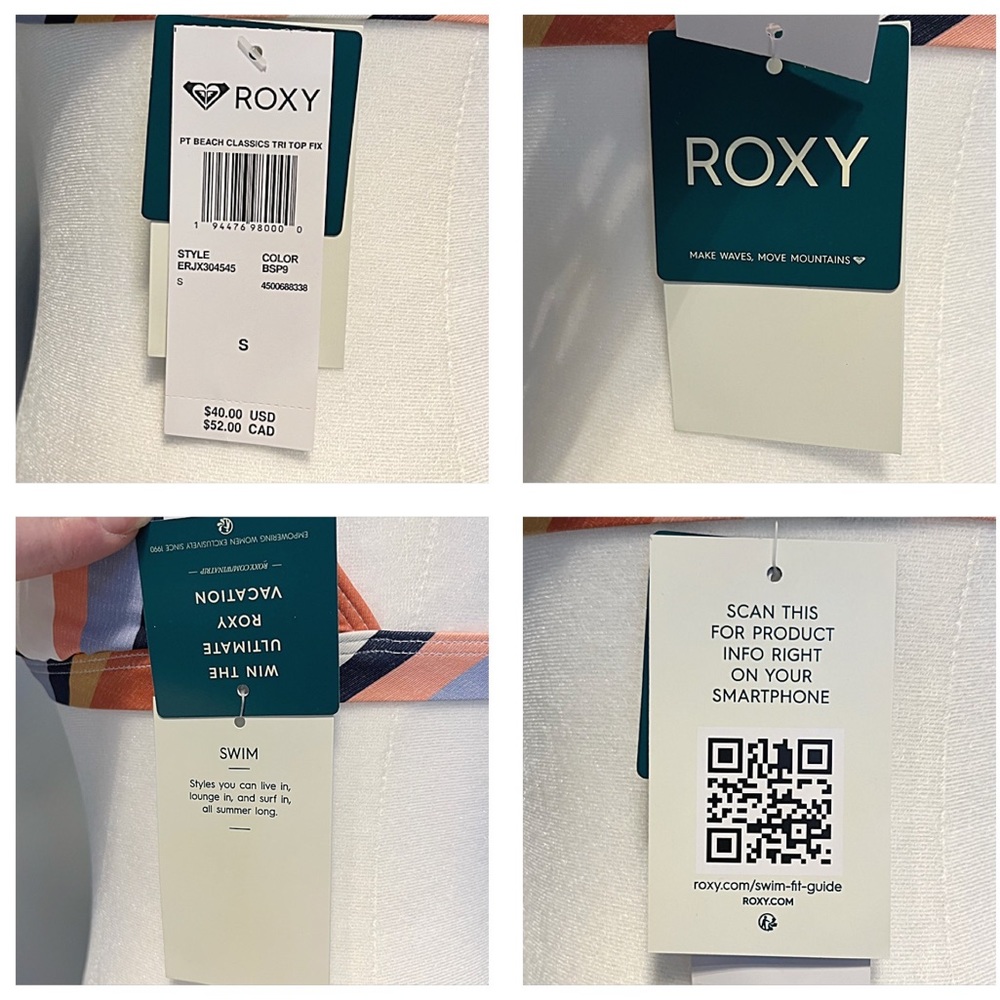 ROXY
PT BEACH CLASSICS TRI TOP FIX
1 94476 98000 0
STYLE COLOR
ERJX304545 BSP9
S 4500688338
S
$40.00 USD
$52.00 CAD
ROXY
MAKE WAVES, MOVE MOUNTAINS
WIN THE
ULTIMATE
ROXY
VACATION
ROXY.COM/WINATRIP
EMPOWERING WOMEN EXCLUSIVELY SINCE 1990
SWIM
Styles you can live in,
lounge in, and surf in,
all summer long.
SCAN THIS
FOR PRODUCT
INFO RIGHT
ON YOUR
SMARTPHONE
roxy.com/swim-fit-guide
ROXY.COM